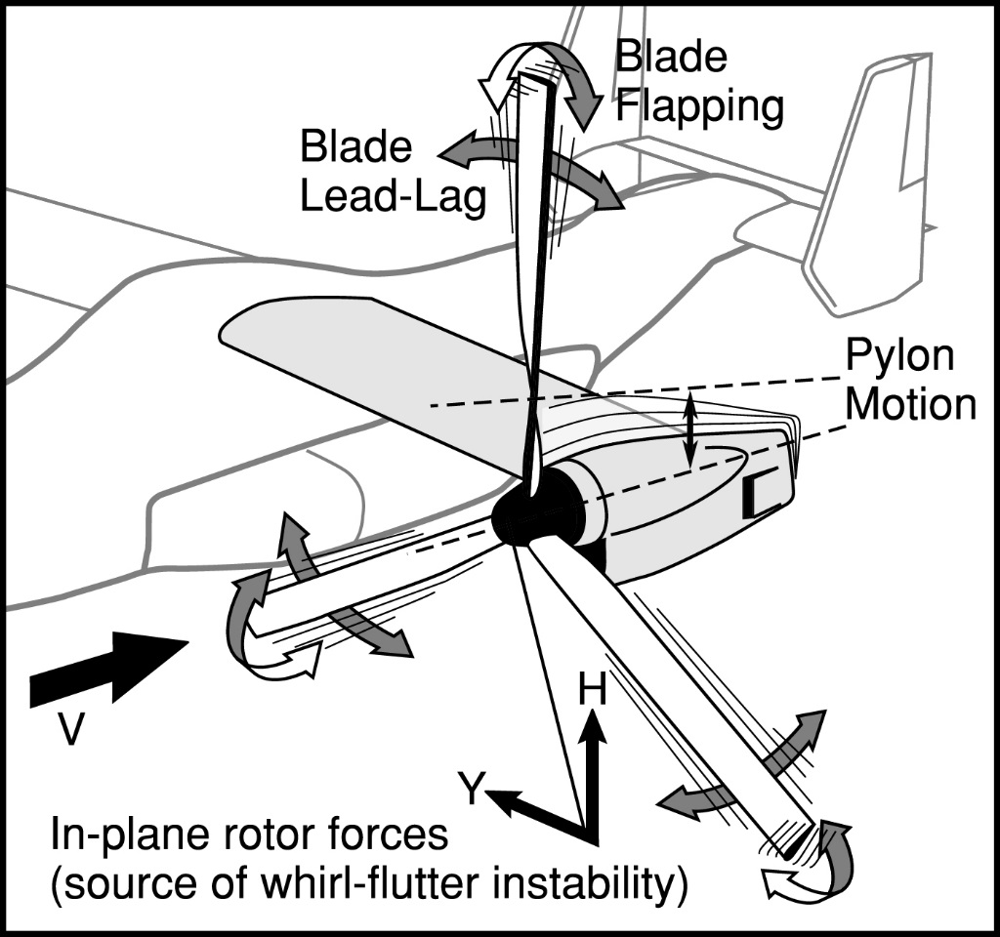 Blade
Flapping
Blade
Lead-Lag
Pylon
Motion
V
H
Y
In-plane rotor forces
(source of whirl-flutter instability)